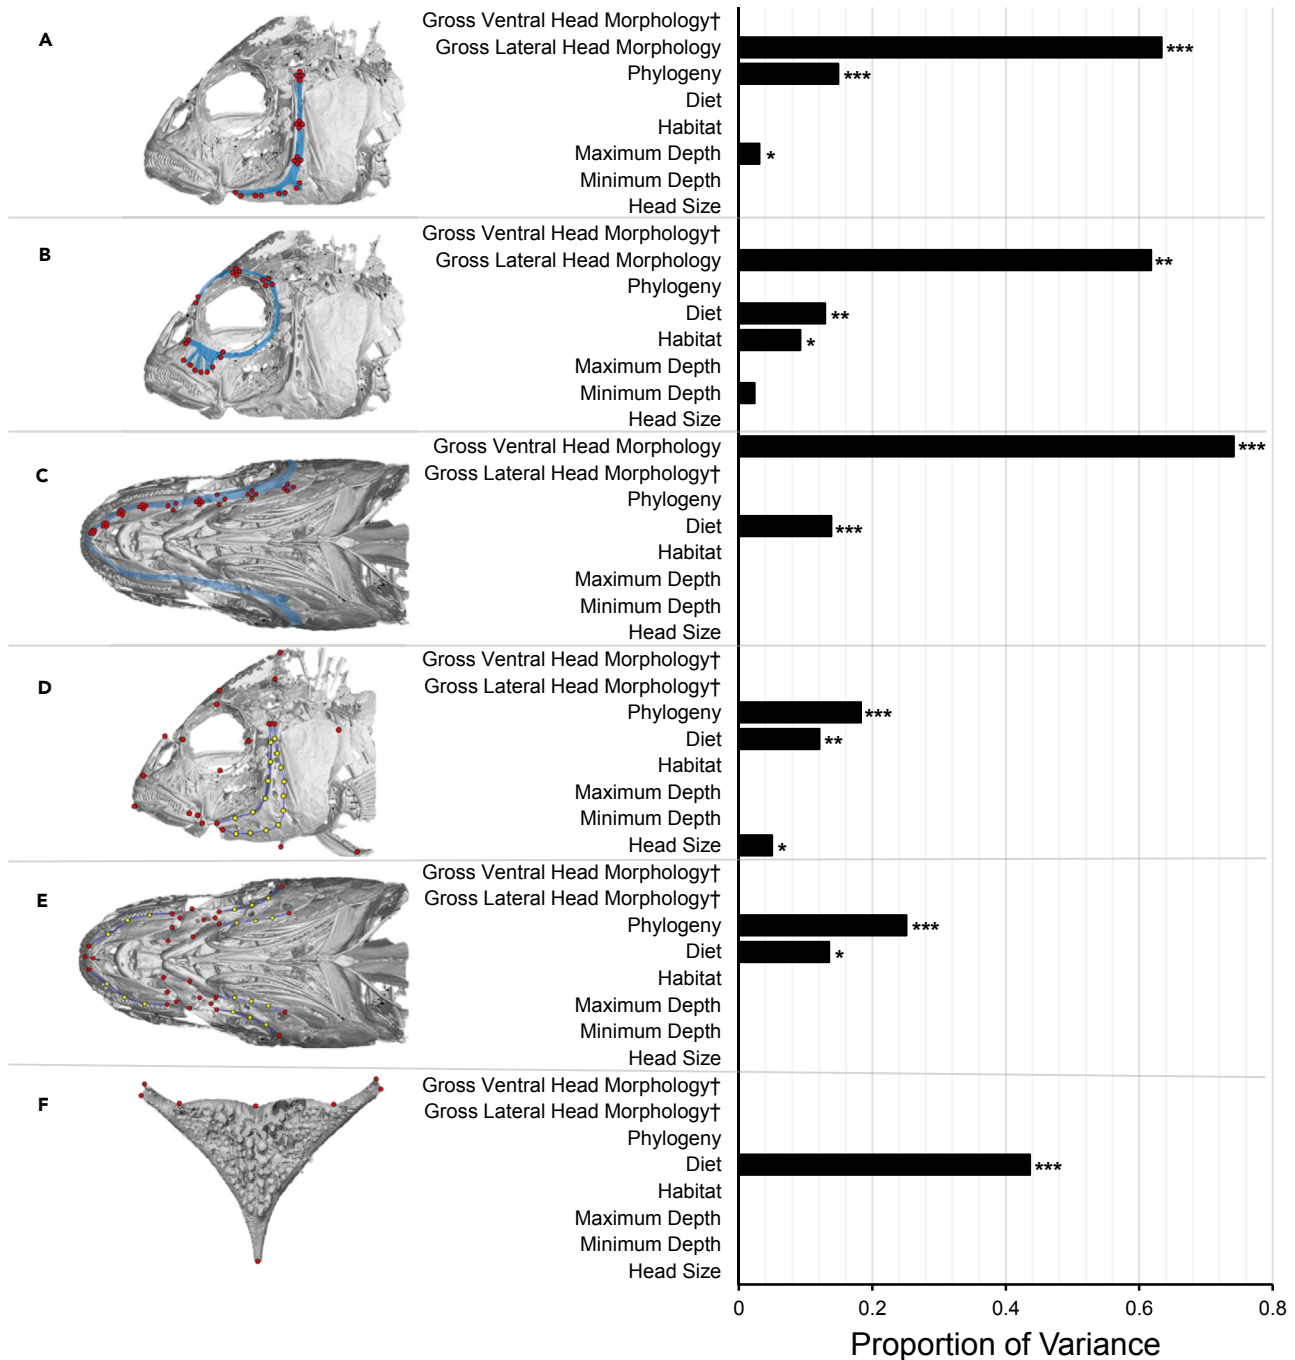 A
Gross Ventral Head Morphology†
Gross Lateral Head Morphology
***
Phylogeny
***
Diet
Habitat
Maximum Depth
*
Minimum Depth
Head Size
B
Gross Ventral Head Morphology†
Gross Lateral Head Morphology
**
Phylogeny
Diet
**
Habitat
*
Maximum Depth
Minimum Depth
Head Size
C
Gross Ventral Head Morphology
***
Gross Lateral Head Morphology†
Phylogeny
Diet
***
Habitat
Maximum Depth
Minimum Depth
Head Size
D
Gross Ventral Head Morphology†
Gross Lateral Head Morphology†
Phylogeny
***
Diet
**
Habitat
Maximum Depth
Minimum Depth
Head Size
*
E
Gross Ventral Head Morphology†
Gross Lateral Head Morphology†
Phylogeny
***
Diet
*
Habitat
Maximum Depth
Minimum Depth
Head Size
F
Gross Ventral Head Morphology†
Gross Lateral Head Morphology†
Phylogeny
Diet
***
Habitat
Maximum Depth
Minimum Depth
Head Size
0 0.2 0.4 0.6 0.8
Proportion of Variance